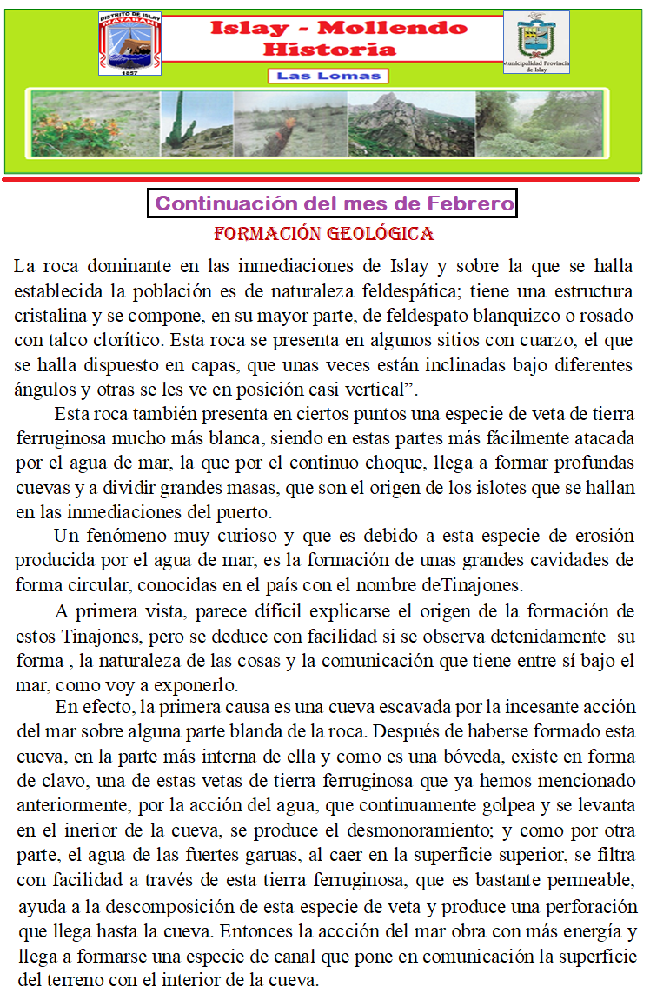 DISTRITO DE ISLAY
MATARANI
1857
Islay - Mollendo
Historia
Municipalidad Provincia
de Islay
Las Lomas
Continuación del mes de Febrero
FORMACIÓN GEOLÓGICA
La roca dominante en las inmediaciones de Islay y sobre la que se halla
establecida la población es de naturaleza feldespática; tiene una estructura
cristalina y se compone, en su mayor parte, de feldespato blanquizco o rosado
con talco clorítico. Esta roca se presenta en algunos sitios con cuarzo, el que
se halla dispuesto en capas, que unas veces están inclinadas bajo diferentes
ángulos y otras se les ve en posición casi vertical”.
Esta roca también presenta en ciertos puntos una especie de veta de tierra
ferruginosa mucho más blanca, siendo en estas partes más fácilmente atacada
por el agua de mar, la que por el continuo choque, llega a formar profundas
cuevas y a dividir grandes masas, que son el origen de los islotes que se hallan
en las inmediaciones del puerto.
Un fenómeno muy curioso y que es debido a esta especie de erosión
producida por el agua de mar, es la formación de unas grandes cavidades de
forma circular, conocidas en el país con el nombre deTinajones.
A primera vista, parece díficil explicarse el origen de la formación de
estos Tinajones, pero se deduce con facilidad si se observa detenidamente su
forma , la naturaleza de las cosas y la comunicación que tiene entre sí bajo el
mar, como voy a exponerlo.
En efecto, la primera causa es una cueva escavada por la incesante acción
del mar sobre alguna parte blanda de la roca. Después de haberse formado esta
cueva, en la parte más interna de ella y como es una bóveda, existe en forma
de clavo, una de estas vetas de tierra ferruginosa que ya hemos mencionado
anteriormente, por la acción del agua, que continuamente golpea y se levanta
en el inerior de la cueva, se produce el desmonoramiento; y como por otra
parte, el agua de las fuertes garuas, al caer en la superficie superior, se filtra
con facilidad a través de esta tierra ferruginosa, que es bastante permeable,
ayuda a la descomposición de esta especie de veta y produce una perforación
que llega hasta la cueva. Entonces la accción del mar obra con más energía y
llega a formarse una especie de canal que pone en comunicación la superficie
del terreno con el interior de la cueva.